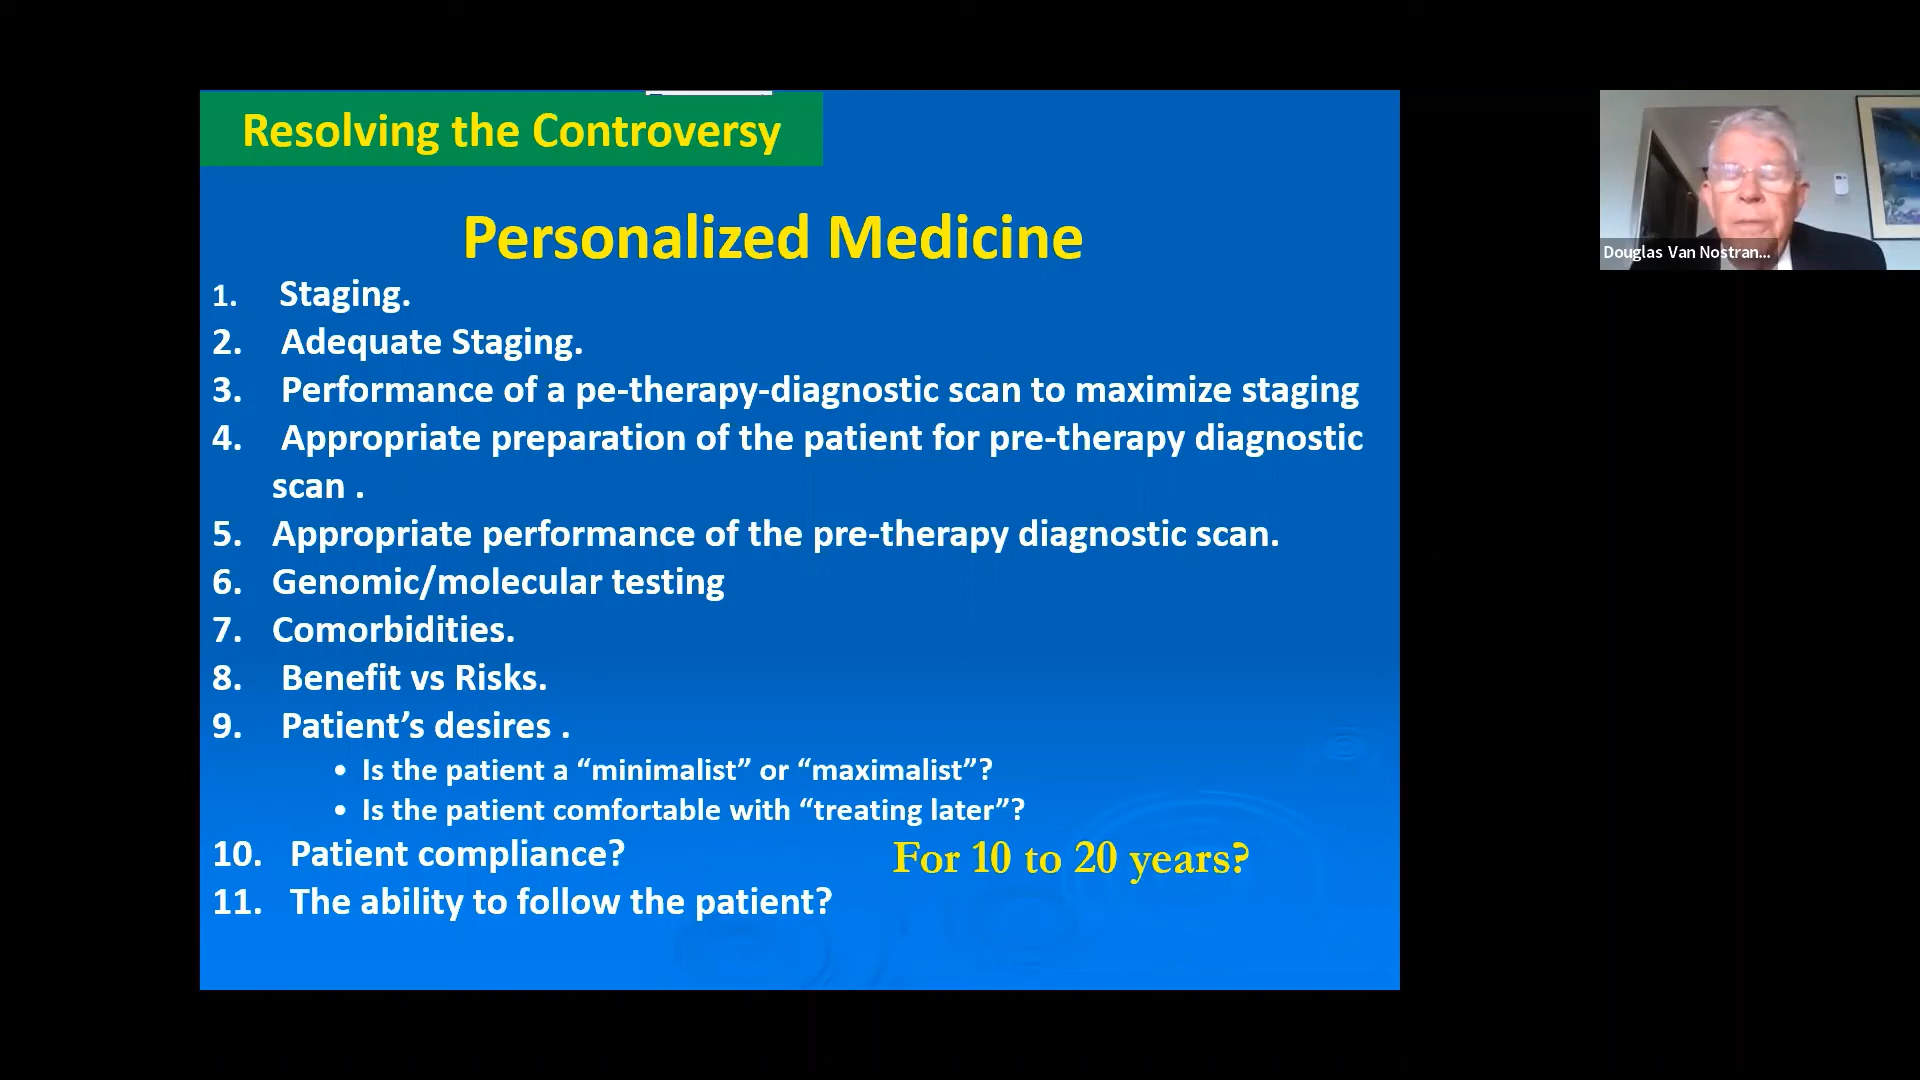 Resolving the Controversy
Personalized Medicine
1. Staging.
2. Adequate Staging.
3. Performance of a pe-therapy-diagnostic scan to maximize staging
4. Appropriate preparation of the patient for pre-therapy diagnostic
scan .
5. Appropriate performance of the pre-therapy diagnostic scan.
6. Genomic/molecular testing
7. Comorbidities.
8. Benefit vs Risks.
9. Patient’s desires .
• Is the patient a “minimalist” or “maximalist”?
• Is the patient comfortable with “treating later”?
10. Patient compliance?
For 10 to 20 years?
11. The ability to follow the patient?
Douglas Van Nostran...